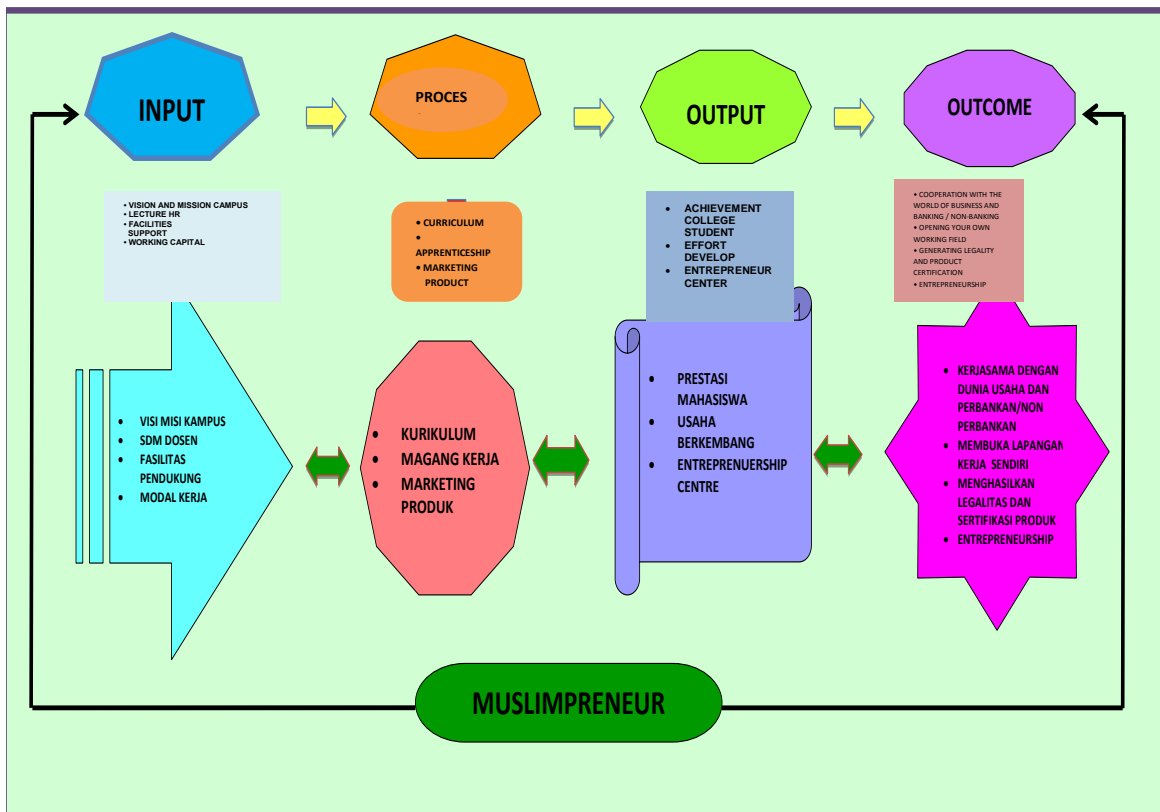 INPUT
PROCES
.
OUTPUT
OUTCOME
• VISION AND MISSION CAMPUS
• LECTURE HR
• FACILITIES
SUPPORT
• WORKING CAPITAL
• CURRICULUM
•
APPRENTICESHIP
• MARKETING
PRODUCT
• ACHIEVEMENT
COLLEGE
STUDENT
• EFFORT
DEVELOP
• ENTREPRENEUR
CENTER
• COOPERATION WITH THE
WORLD OF BUSINESS AND
BANKING / NON-BANKING
• OPENING YOUR OWN
WORKING FIELD
• GENERATING LEGALITY
AND PRODUCT
CERTIFICATION
• ENTREPRENEURSHIP
• VISI MISI KAMPUS
• SDM DOSEN
• FASILITAS
PENDUKUNG
• MODAL KERJA
• KURIKULUM
• MAGANG KERJA
• MARKETING
PRODUK
• PRESTASI
MAHASISWA
• USAHA
BERKEMBANG
• ENTREPRENUERSHIP
CENTRE
• KERJASAMA DENGAN
DUNIA USAHA DAN
PERBANKAN/NON
PERBANKAN
• MEMBUKA LAPANGAN
KERJA SENDIRI
• MENGHASILKAN
LEGALITAS DAN
SERTIFIKASI PRODUK
• ENTREPRENEURSHIP
MUSLIMPRENEUR